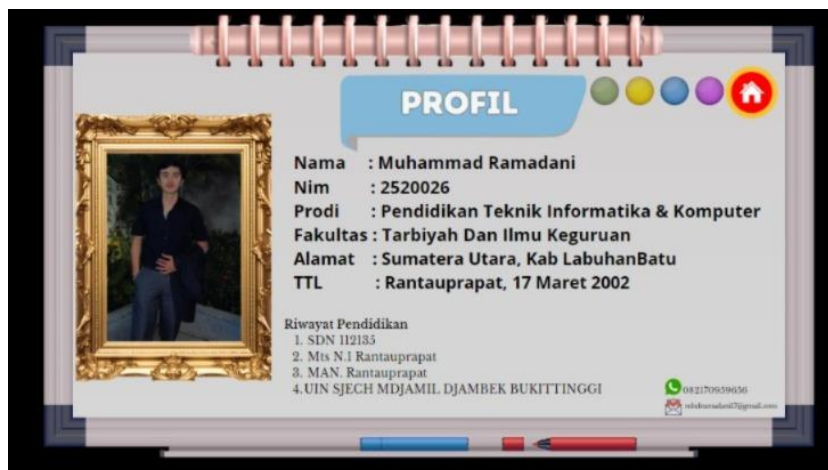 PROFIL
Nama : Muhammad Ramadani
Nim : 2520026
Prodi : Pendidikan Teknik Informatika & Komputer
Fakultas : Tarbiyah Dan Ilmu Keguruan
Alamat : Sumatera Utara, Kab LabuhanBatu
TTL : Rantauprapat, 17 Maret 2002
Riwayat Pendidikan
1. SDN 112135
2. Mts N.1 Rantauprapat
3. MAN. Rantauprapat
4. UIN SJECH MDJAMIL DJAMBEK BUKITTINGGI
082170959656